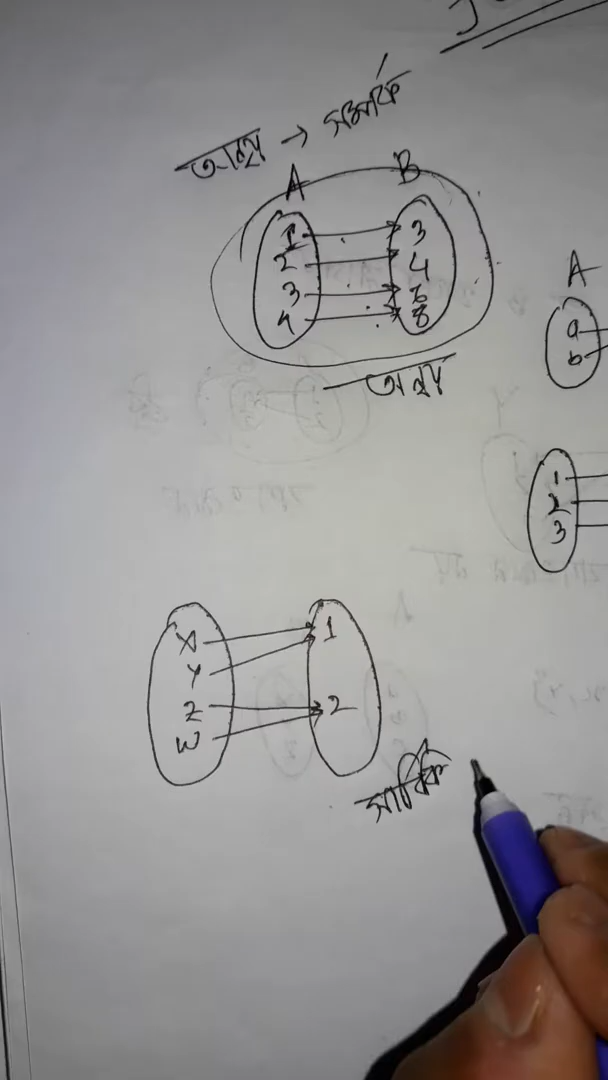 অন্বয় → সম্পর্ক
A B
1 3
2 4
3 6
4 8
অন্বয়
A
a
b
1
2
3
X 1
Y
Z 2
W
সার্বিক